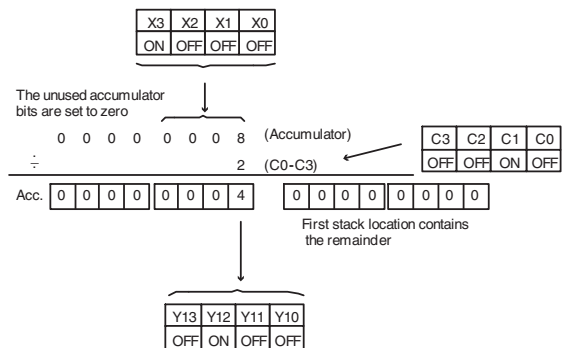 X3 X2 X1 X0
ON OFF OFF OFF
The unused accumulator
bits are set to zero
0 0 0 0 0 0 0 8 (Accumulator)
C3 C2 C1 C0
OFF OFF ON OFF
÷ 2 (C0-C3)
Acc. 0 0 0 0 0 0 0 4 0 0 0 0 0 0 0 0
First stack location contains
the remainder
Y13 Y12 Y11 Y10
OFF ON OFF OFF